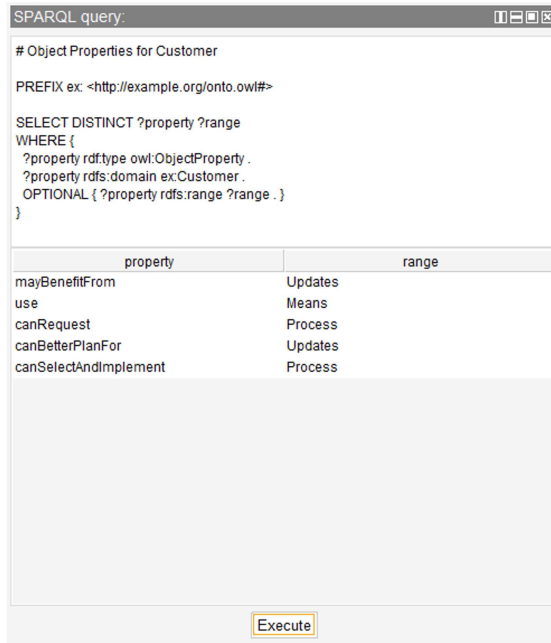 SPARQL query:
# Object Properties for Customer
PREFIX ex: <http://example.org/onto.owl#>
SELECT DISTINCT ?property ?range
WHERE {
?property rdf:type owl:ObjectProperty .
?property rdfs:domain ex:Customer .
OPTIONAL { ?property rdfs:range ?range . }
}
property range
mayBenefitFrom Updates
use Means
canRequest Process
canBetterPlanFor Updates
canSelectAndImplement Process
Execute